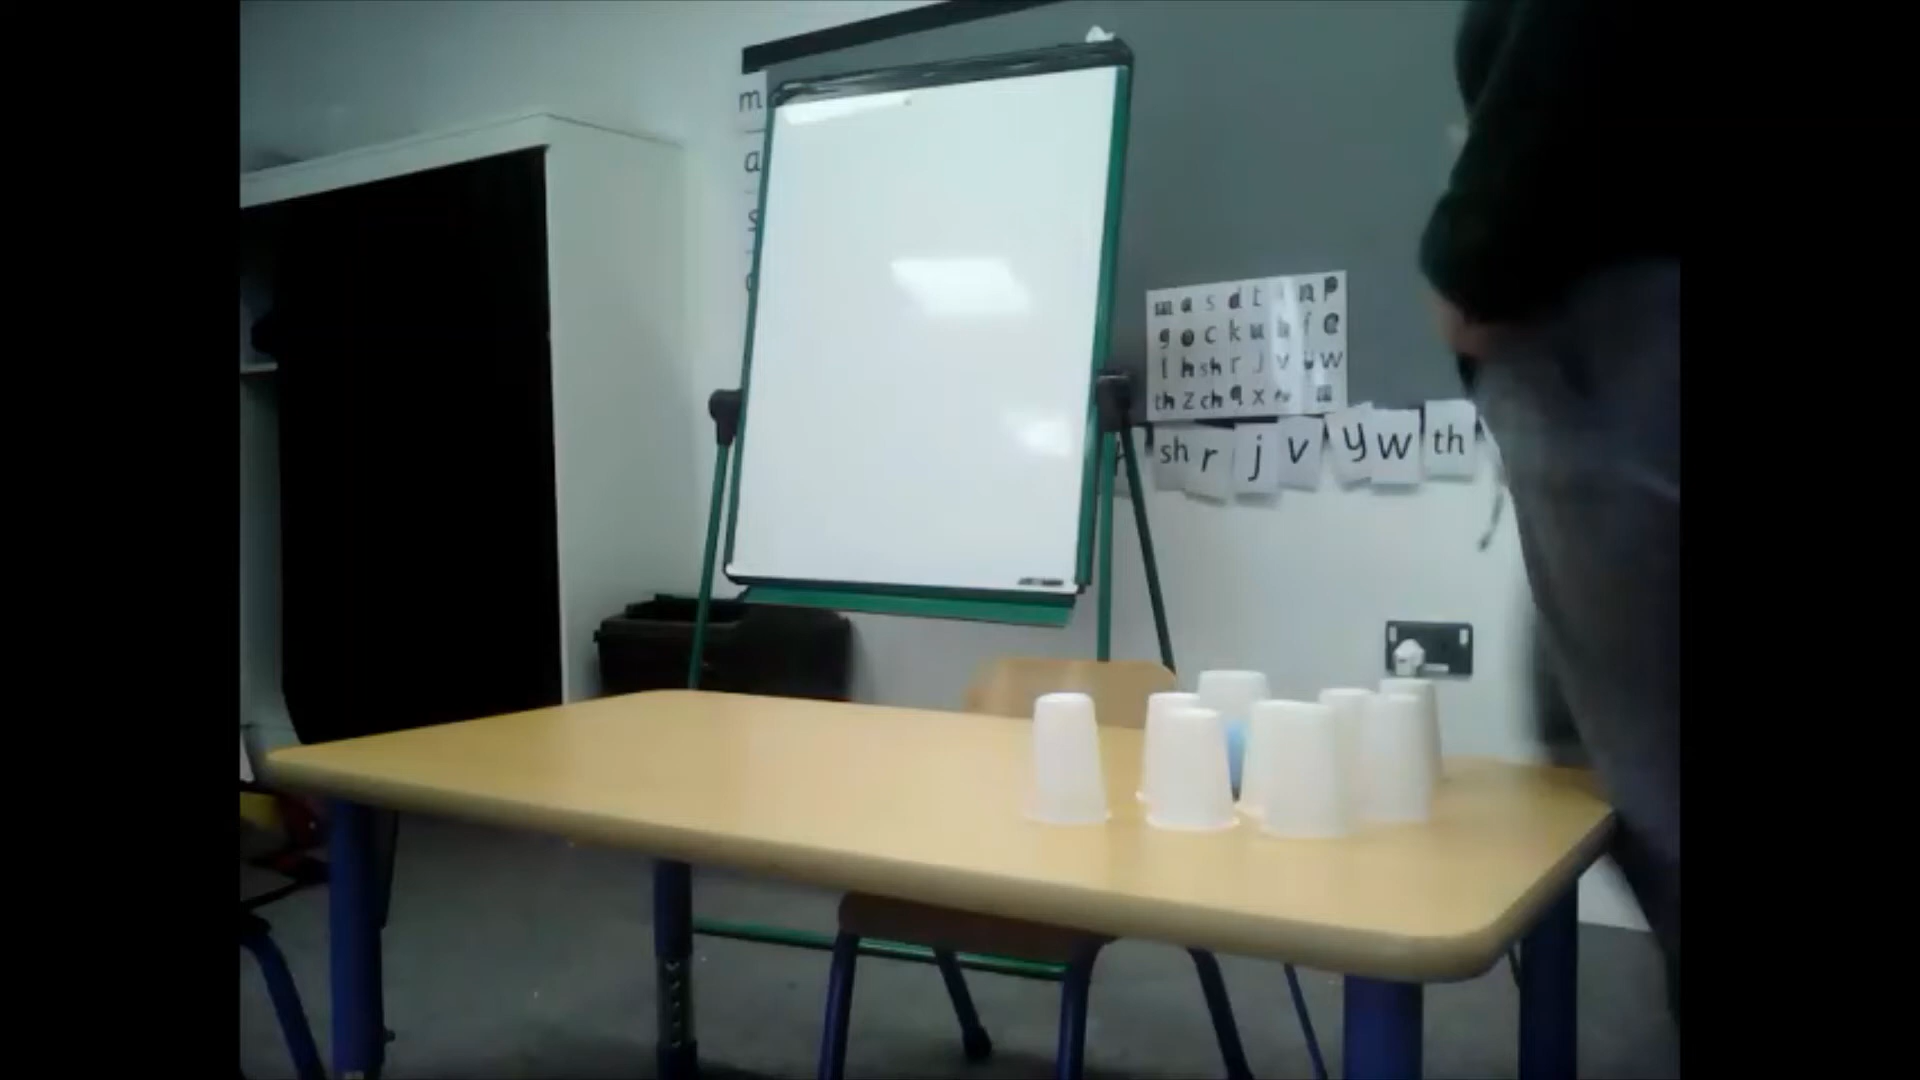 m
a
s
m a s d t i n p
g o c k u b f e
l h sh r j v y w
th z ch q x
sh r j v y w th